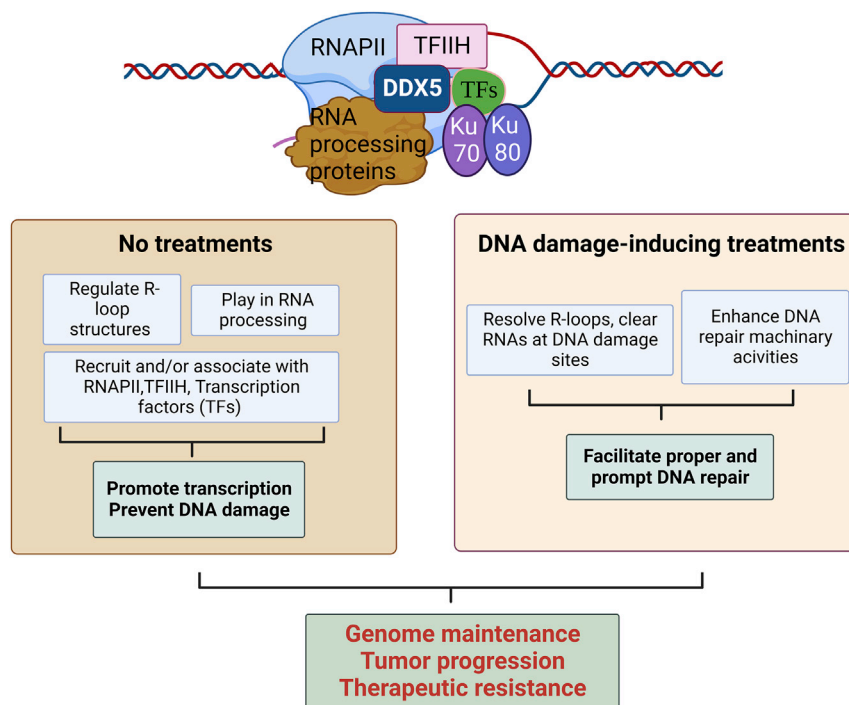 RNAPII
TFIIH
DDX5
TFs
RNA
processing
proteins
Ku
70
Ku
80
No treatments
Regulate R-
loop
structures
Play in RNA
processing
Recruit and/or associate with
RNAPII,TFIIH, Transcription
factors (TFs)
Promote transcription
Prevent DNA damage
DNA damage-inducing treatments
Resolve R-loops, clear
RNAs at DNA damage
sites
Enhance DNA
repair machinary
acivities
Facilitate proper and
prompt DNA repair
Genome maintenance
Tumor progression
Therapeutic resistance